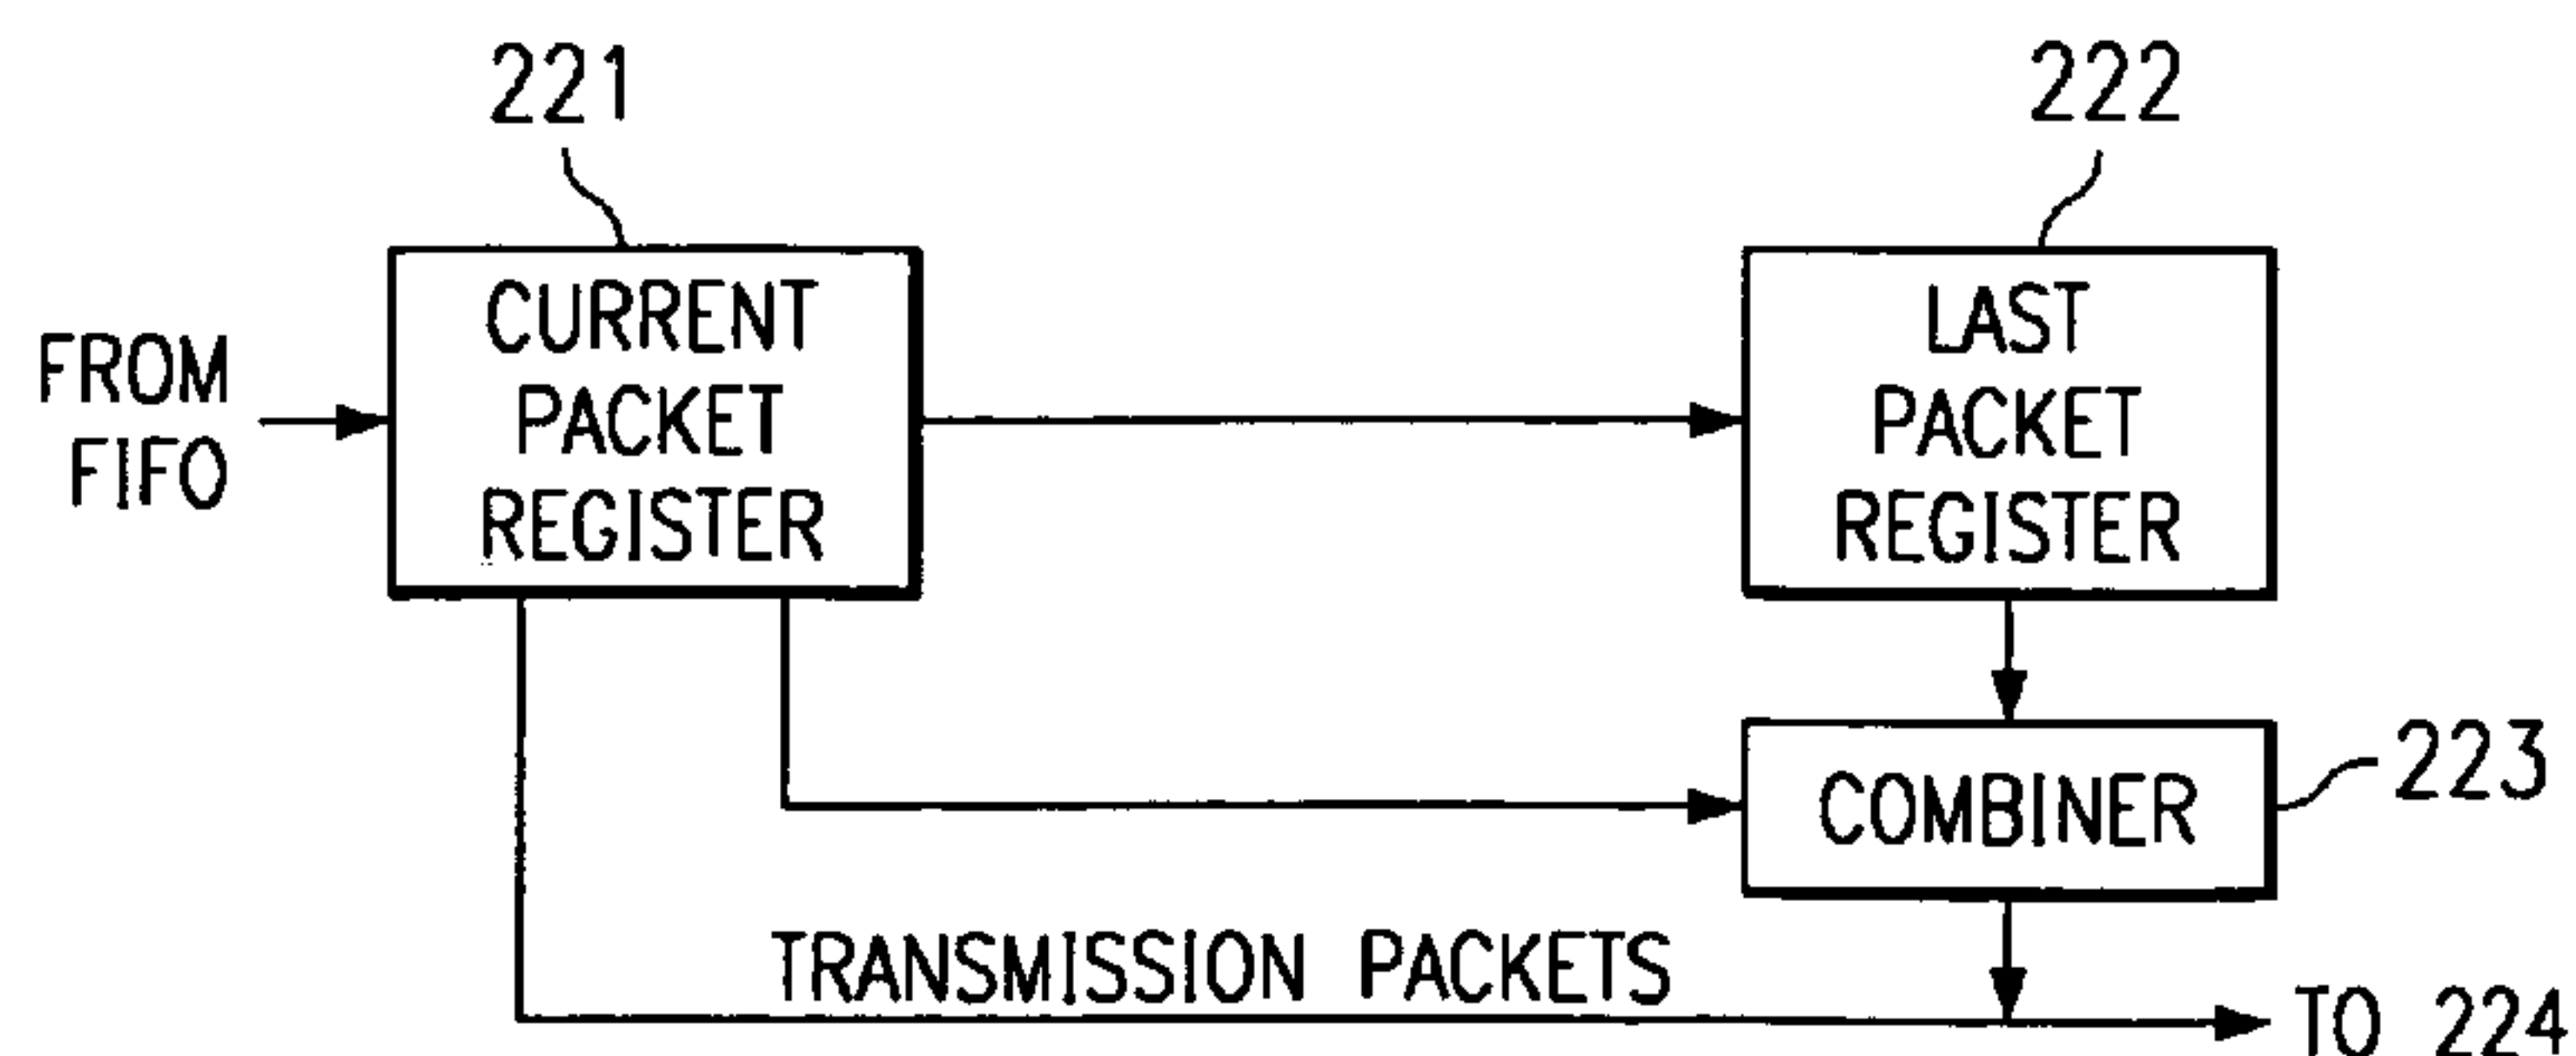 221
222
FROM
FIFO
CURRENT
PACKET
REGISTER
LAST
PACKET
REGISTER
COMBINER
223
TRANSMISSION PACKETS
TO 224